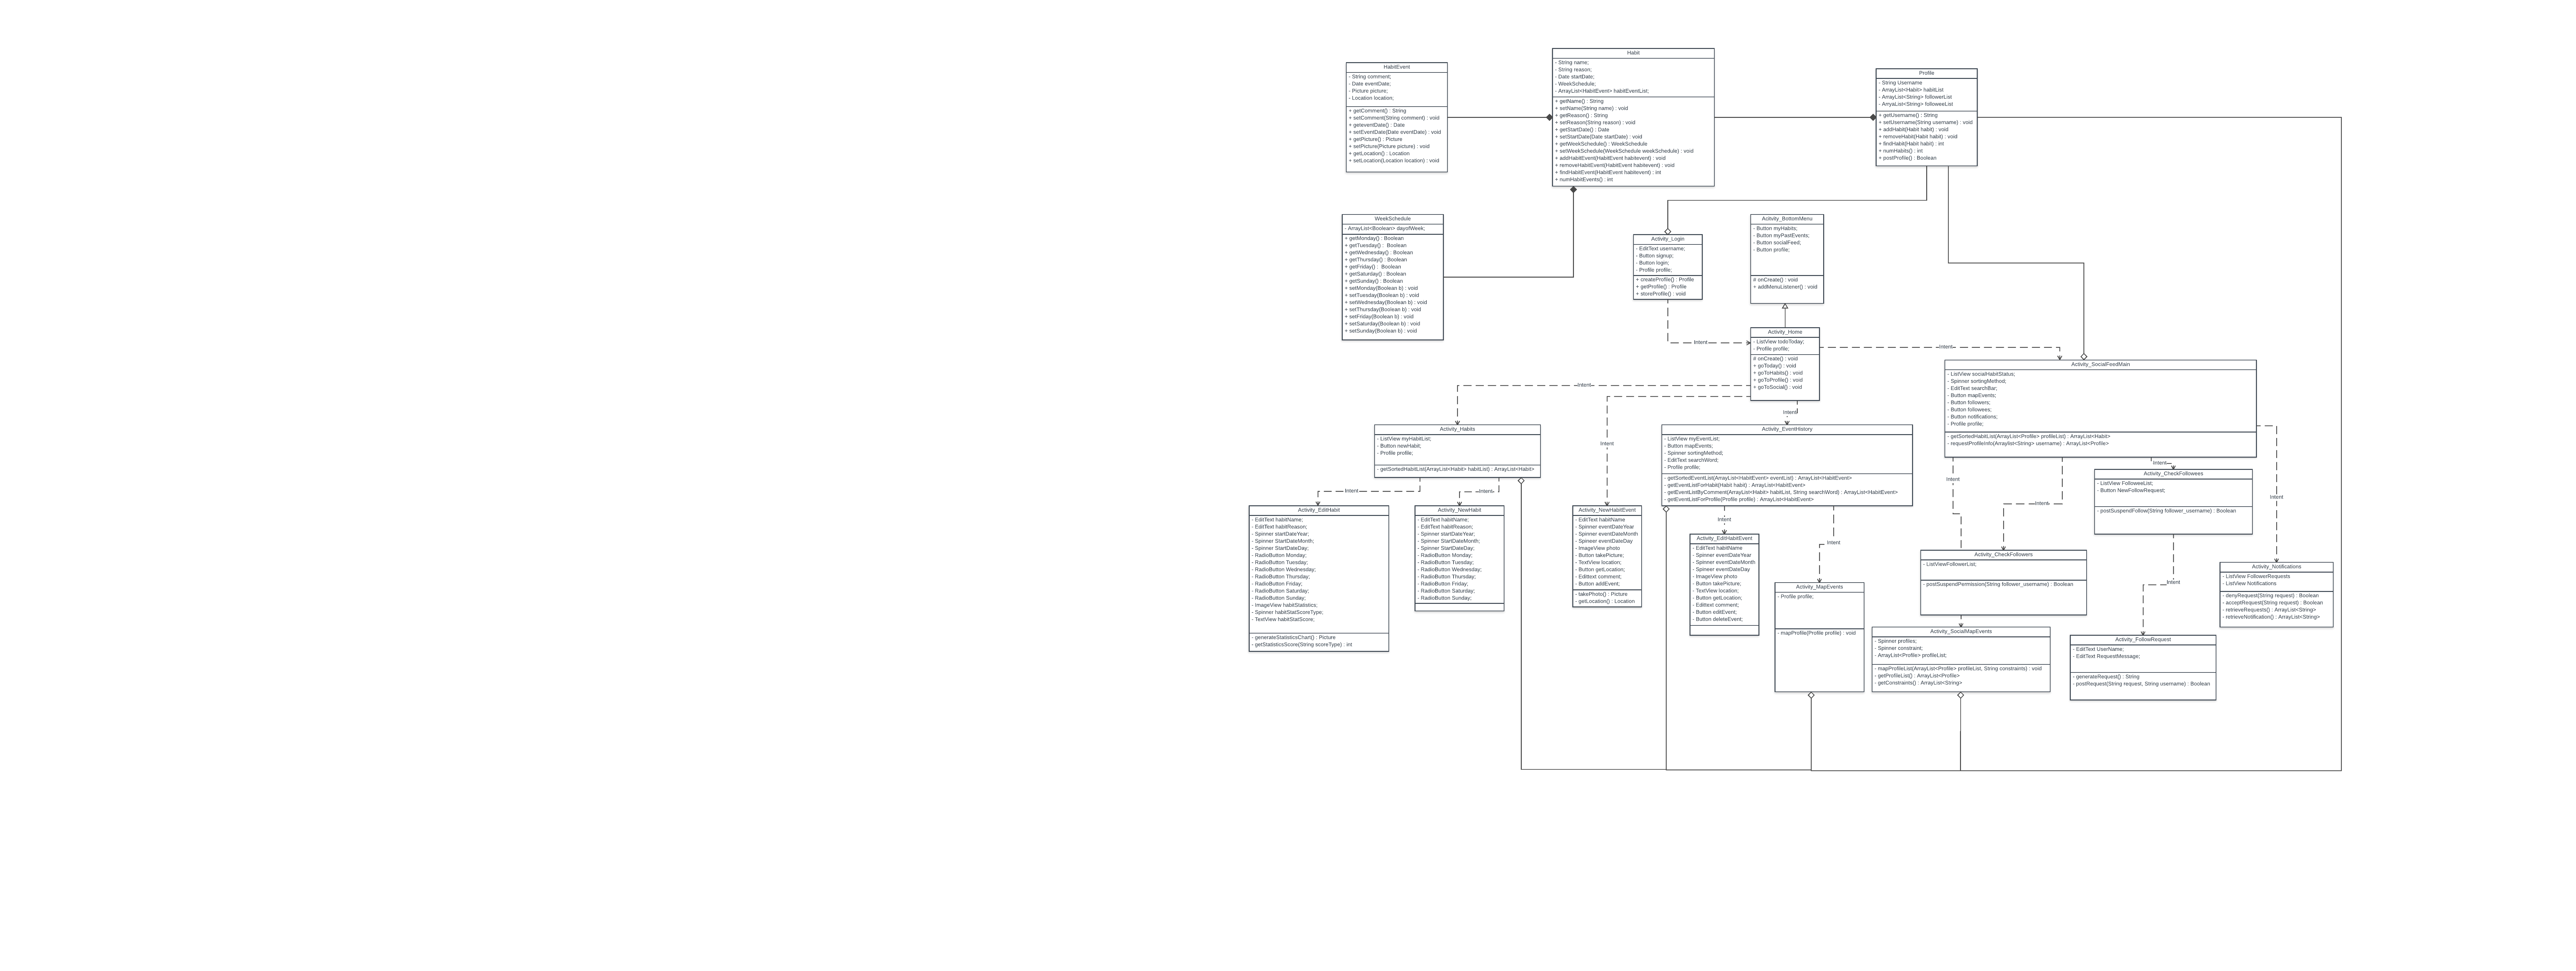 HabitEvent
- String comment;
- Date eventDate;
- Picture picture;
- Location location;
+ getComment() : String
+ setComment(String comment) : void
+ geteventDate() : Date
+ setEventDate(Date eventDate) : void
+ getPicture() : Picture
+ setPicture(Picture picture) : void
+ getLocation() : Location
+ setLocation(Location location) : void
Habit
- String name;
- String reason;
- Date startDate;
- WeekSchedule;
- ArrayList<HabitEvent> habitEventList;
+ getName() : String
+ setName(String name) : void
+ getReason() : String
+ setReason(String reason) : void
+ getStartDate() : Date
+ setStartDate(Date startDate) : void
+ getWeekSchedule() : WeekSchedule
+ setWeekSchedule(WeekSchedule weekSchedule) : void
+ addHabitEvent(HabitEvent habitevent) : void
+ removeHabitEvent(HabitEvent habitevent) : void
+ findHabitEvent(HabitEvent habitevent) : int
+ numHabitEvents() : int
Profile
- String Username
- ArrayList<Habit> habitList
- ArrayList<String> followerList
- ArryaList<String> followeeList
+ getUsername() : String
+ setUsername(String username) : void
+ addHabit(Habit habit) : void
+ removeHabit(Habit habit) : void
+ findHabit(Habit habit) : int
+ numHabits() : int
+ postProfile() : Boolean
WeekSchedule
- ArrayList<Boolean> dayofWeek;
+ getMonday() : Boolean
+ getTuesday() : Boolean
+ getWednesday() : Boolean
+ getThursday() : Boolean
+ getFriday() : Boolean
+ getSaturday() : Boolean
+ getSunday() : Boolean
+ setMonday(Boolean b) : void
+ setTuesday(Boolean b) : void
+ setWednesday(Boolean b) : void
+ setThursday(Boolean b) : void
+ setFriday(Boolean b) : void
+ setSaturday(Boolean b) : void
+ setSunday(Boolean b) : void
Activity_Login
- EditText username;
- Button signup;
- Button login;
- Profile profile;
+ createProfile() : Profile
+ getProfile() : Profile
+ storeProfile() : void
Acitvity_BottomMenu
- Button myHabits;
- Button myPastEvents;
- Button socialFeed;
- Button profile;
# onCreate() : void
+ addMenuListener() : void
Intent
Activity_Home
- ListView todoToday;
- Profile profile;
# onCreate() : void
+ goToday() : void
+ goToHabits() : void
+ goToProfile() : void
+ goToSocial() : void
Intent
Intent
Intent
Intent
Activity_SocialFeedMain
- ListView socialHabitStatus;
- Spinner sortingMethod;
- EditText searchBar;
- Button mapEvents;
- Button followers;
- Button followees;
- Button notifications;
- Profile profile;
- getSortedHabitList(ArrayList<Profile> profileList) : ArrayList<Habit>
- requestProfileInfo(Arraylist<String> username) : ArrayList<Profile>
Activity_Habits
- ListView myHabitList;
- Button newHabit;
- Profile profile;
- getSortedHabitList(ArrayList<Habit> habitList) : ArrayList<Habit>
Activity_EventHistory
- ListView myEventList;
- Button mapEvents;
- Spinner sortingMethod;
- EditText searchWord;
- Profile profile;
- getSortedEventList(ArrayList<HabitEvent> eventList) : ArrayList<HabitEvent>
- getEventListForHabit(Habit habit) : ArrayList<HabitEvent>
- getEventListByComment(ArrayList<Habit> habitList, String searchWord) : ArrayList<HabitEvent>
- getEventListForProfile(Profile profile) : ArrayList<HabitEvent>
Intent
Intent
Intent
Intent
Intent
Intent
Intent
Intent
Intent
Activity_CheckFollowees
- ListView FolloweeList;
- Button NewFollowRequest;
- postSuspendFollow(String follower_username) : Boolean
Activity_EditHabit
- EditText habitName;
- EditText habitReason;
- Spinner startDateYear;
- Spinner StartDateMonth;
- Spinner StartDateDay;
- RadioButton Monday;
- RadioButton Tuesday;
- RadioButton Wednesday;
- RadioButton Thursday;
- RadioButton Friday;
- RadioButton Saturday;
- RadioButton Sunday;
- ImageView habitStatistics;
- Spinner habitStatScoreType;
- TextView habitStatScore;
- generateStatisticsChart() : Picture
- getStatisticsScore(String scoreType) : int
Activity_NewHabit
- EditText habitName;
- EditText habitReason;
- Spinner startDateYear;
- Spinner StartDateMonth;
- Spinner StartDateDay;
- RadioButton Monday;
- RadioButton Tuesday;
- RadioButton Wednesday;
- RadioButton Thursday;
- RadioButton Friday;
- RadioButton Saturday;
- RadioButton Sunday;
Activity_NewHabitEvent
- EditText habitName
- Spinner eventDateYear
- Spinner eventDateMonth
- Spineer eventDateDay
- ImageView photo
- Button takePicture;
- TextView location;
- Button getLocation;
- Edittext comment;
- Button addEvent;
- takePhoto() : Picture
- getLocation() : Location
Activity_EditHabitEvent
- EditText habitName
- Spinner eventDateYear
- Spinner eventDateMonth
- Spineer eventDateDay
- ImageView photo
- Button takePicture;
- TextView location;
- Button getLocation;
- Edittext comment;
- Button editEvent;
- Button deleteEvent;
Activity_MapEvents
- Profile profile;
- mapProfile(Profile profile) : void
Activity_CheckFollowers
- ListViewFollowerList;
- postSuspendPermission(String follower_username) : Boolean
Activity_Notifications
- ListView FollowerRequests
- ListView Notifications
- denyRequest(String request) : Boolean
- acceptRequest(String request) : Boolean
- retrieveRequests() : ArrayList<String>
- retrieveNotification() : ArrayList<String>
Activity_SocialMapEvents
- Spinner profiles;
- Spinner constraint;
- ArrayList<Profile> profileList;
- mapProfileList(ArrayList<Profile> profileList, String constraints) : void
- getProfileList() : ArrayList<Profile>
- getConstraints() : ArrayList<String>
Activity_FollowRequest
- EditText UserName;
- EditText RequestMessage;
- generateRequest() : String
- postRequest(String request, String username) : Boolean